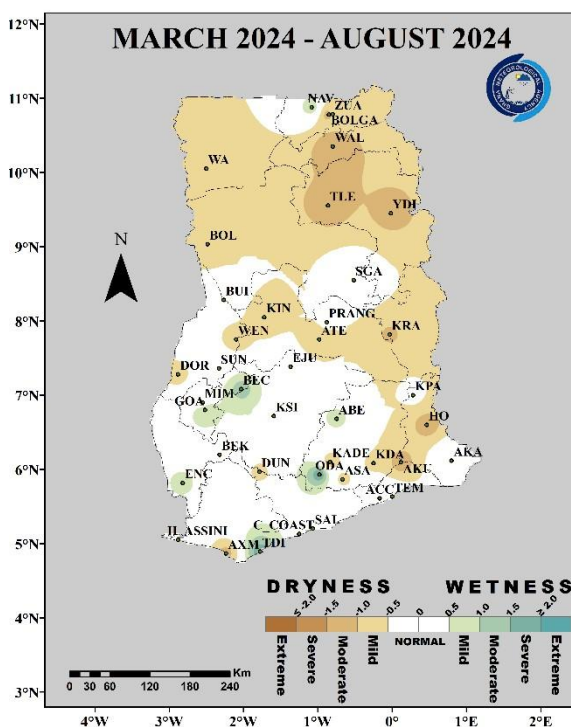 MARCH 2024 - AUGUST 2024
12°N
11°N
10°N
9°N
8°N
7°N
6°N
5°N
4°N
3°N
N
NAV
ZUA
BOLGA
WAL
WA
TLE
YDI
BOL
SGA
BUI
KIN
PRANG
WEN
ATE
KRA
SUN
EJU
DOR
BEC
KPA
GOA
MIM
KSI
ABE
HO
BEK
KADE
KDA
AKA
DUN
ODA
ASA
AKU
ENC
ACC
TEM
C_COAST
SAL
H_ASSINI
AXM
TDI
DRYNESS WETNESS
≤ -2.0 -1.5 -1.0 -0.5 0 0.5 1.0 1.5 ≥ 2.0
NORMAL
Extreme Severe Moderate Mild Mild Moderate Severe Extreme
Km
0 30 60 120 180 240
4°W 3°W 2°W 1°W 0° 1°E 2°E